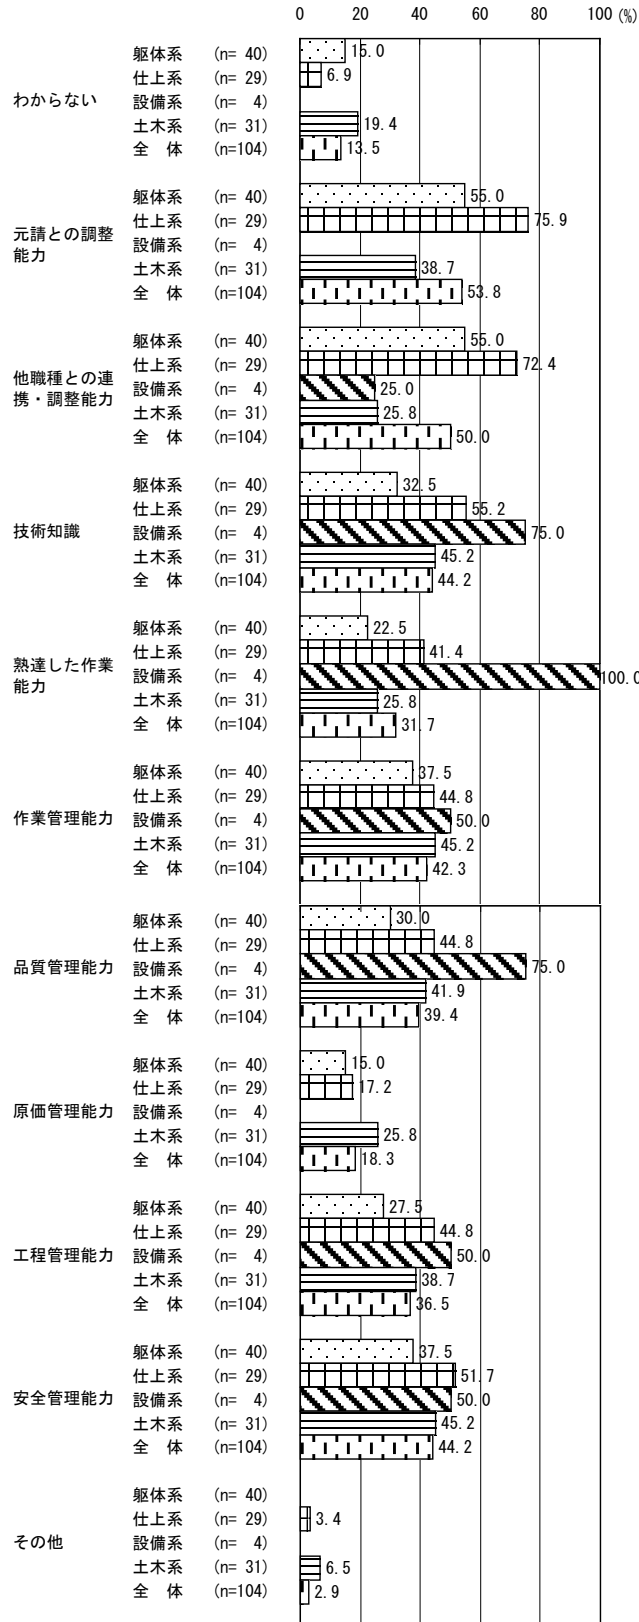 0 20 40 60 80 100 (%)
わからない
躯体系 (n= 40) 15.0
仕上系 (n= 29) 6.9
設備系 (n= 4)
土木系 (n= 31) 19.4
全 体 (n=104) 13.5
元請との調整
能力
躯体系 (n= 40) 55.0
仕上系 (n= 29) 75.9
設備系 (n= 4)
土木系 (n= 31) 38.7
全 体 (n=104) 53.8
他職種との連
携・調整能力
躯体系 (n= 40) 55.0
仕上系 (n= 29) 72.4
設備系 (n= 4) 25.0
土木系 (n= 31) 25.8
全 体 (n=104) 50.0
技術知識
躯体系 (n= 40) 32.5
仕上系 (n= 29) 55.2
設備系 (n= 4) 75.0
土木系 (n= 31) 45.2
全 体 (n=104) 44.2
熟達した作業
能力
躯体系 (n= 40) 22.5
仕上系 (n= 29) 41.4
設備系 (n= 4) 100.0
土木系 (n= 31) 25.8
全 体 (n=104) 31.7
作業管理能力
躯体系 (n= 40) 37.5
仕上系 (n= 29) 44.8
設備系 (n= 4) 50.0
土木系 (n= 31) 45.2
全 体 (n=104) 42.3
品質管理能力
躯体系 (n= 40) 30.0
仕上系 (n= 29) 44.8
設備系 (n= 4) 75.0
土木系 (n= 31) 41.9
全 体 (n=104) 39.4
原価管理能力
躯体系 (n= 40) 15.0
仕上系 (n= 29) 17.2
設備系 (n= 4)
土木系 (n= 31) 25.8
全 体 (n=104) 18.3
工程管理能力
躯体系 (n= 40) 27.5
仕上系 (n= 29) 44.8
設備系 (n= 4) 50.0
土木系 (n= 31) 38.7
全 体 (n=104) 36.5
安全管理能力
躯体系 (n= 40) 37.5
仕上系 (n= 29) 51.7
設備系 (n= 4) 50.0
土木系 (n= 31) 45.2
全 体 (n=104) 44.2
その他
躯体系 (n= 40)
仕上系 (n= 29) 3.4
設備系 (n= 4)
土木系 (n= 31) 6.5
全 体 (n=104) 2.9